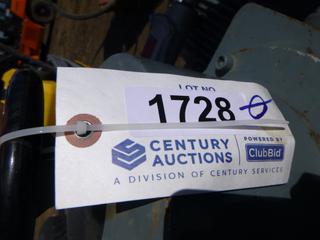 LOT NO.
1728
CENTURY
AUCTIONS
POWERED BY
ClubBid
A DIVISION OF CENTURY SERVICES